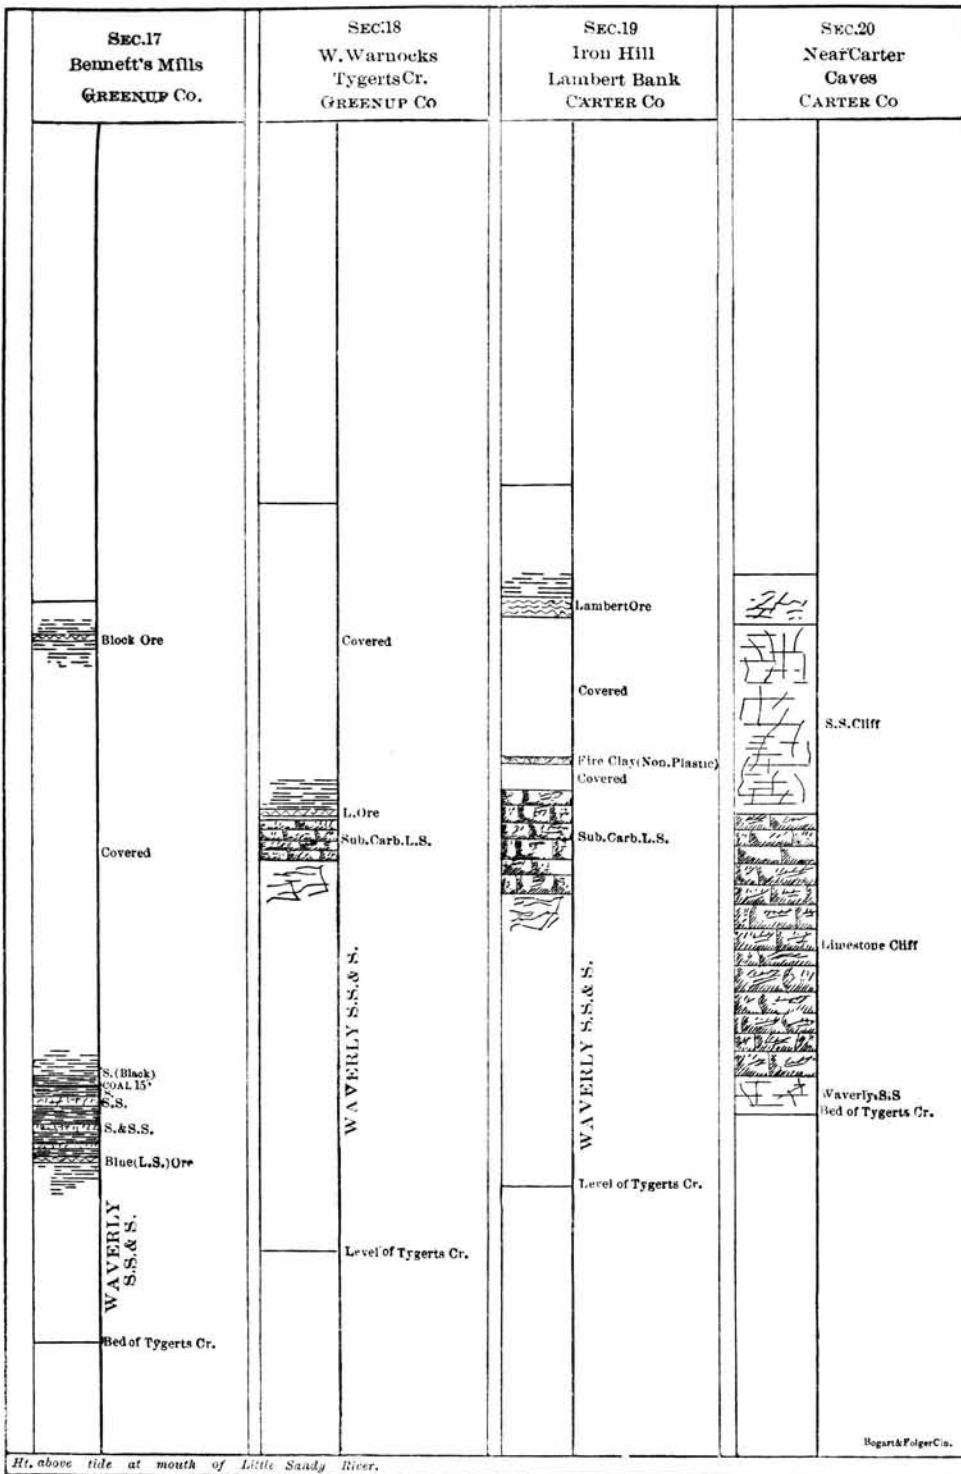 SEC.17
Bennett's Mills
GREENUP Co.
Block Ore
Covered
S.(Black)
COAL 15"
S.S.
S.&S.S.
Blue(L.S.)Ore
WAVERLY
S.S.& S.
Bed of Tygerts Cr.
SEC.18
W.Warnocks
Tygerts Cr.
GREENUP Co
Covered
L.Ore
Sub.Carb.L.S.
WAVERLY S.S.& S.
Level of Tygerts Cr.
SEC.19
Iron Hill
Lambert Bank
CARTER Co
Lambert Ore
Covered
Fire Clay(Non.Plastic)
Covered
Sub.Carb.L.S.
WAVERLY S.S.& S.
Level of Tygerts Cr.
SEC.20
Near Carter
Caves
CARTER Co
S.S.Cliff
Limestone Cliff
Waverly.S.S
Bed of Tygerts Cr.
Bogart&FolgerCin.
Ht. above tide at mouth of Little Sandy River.